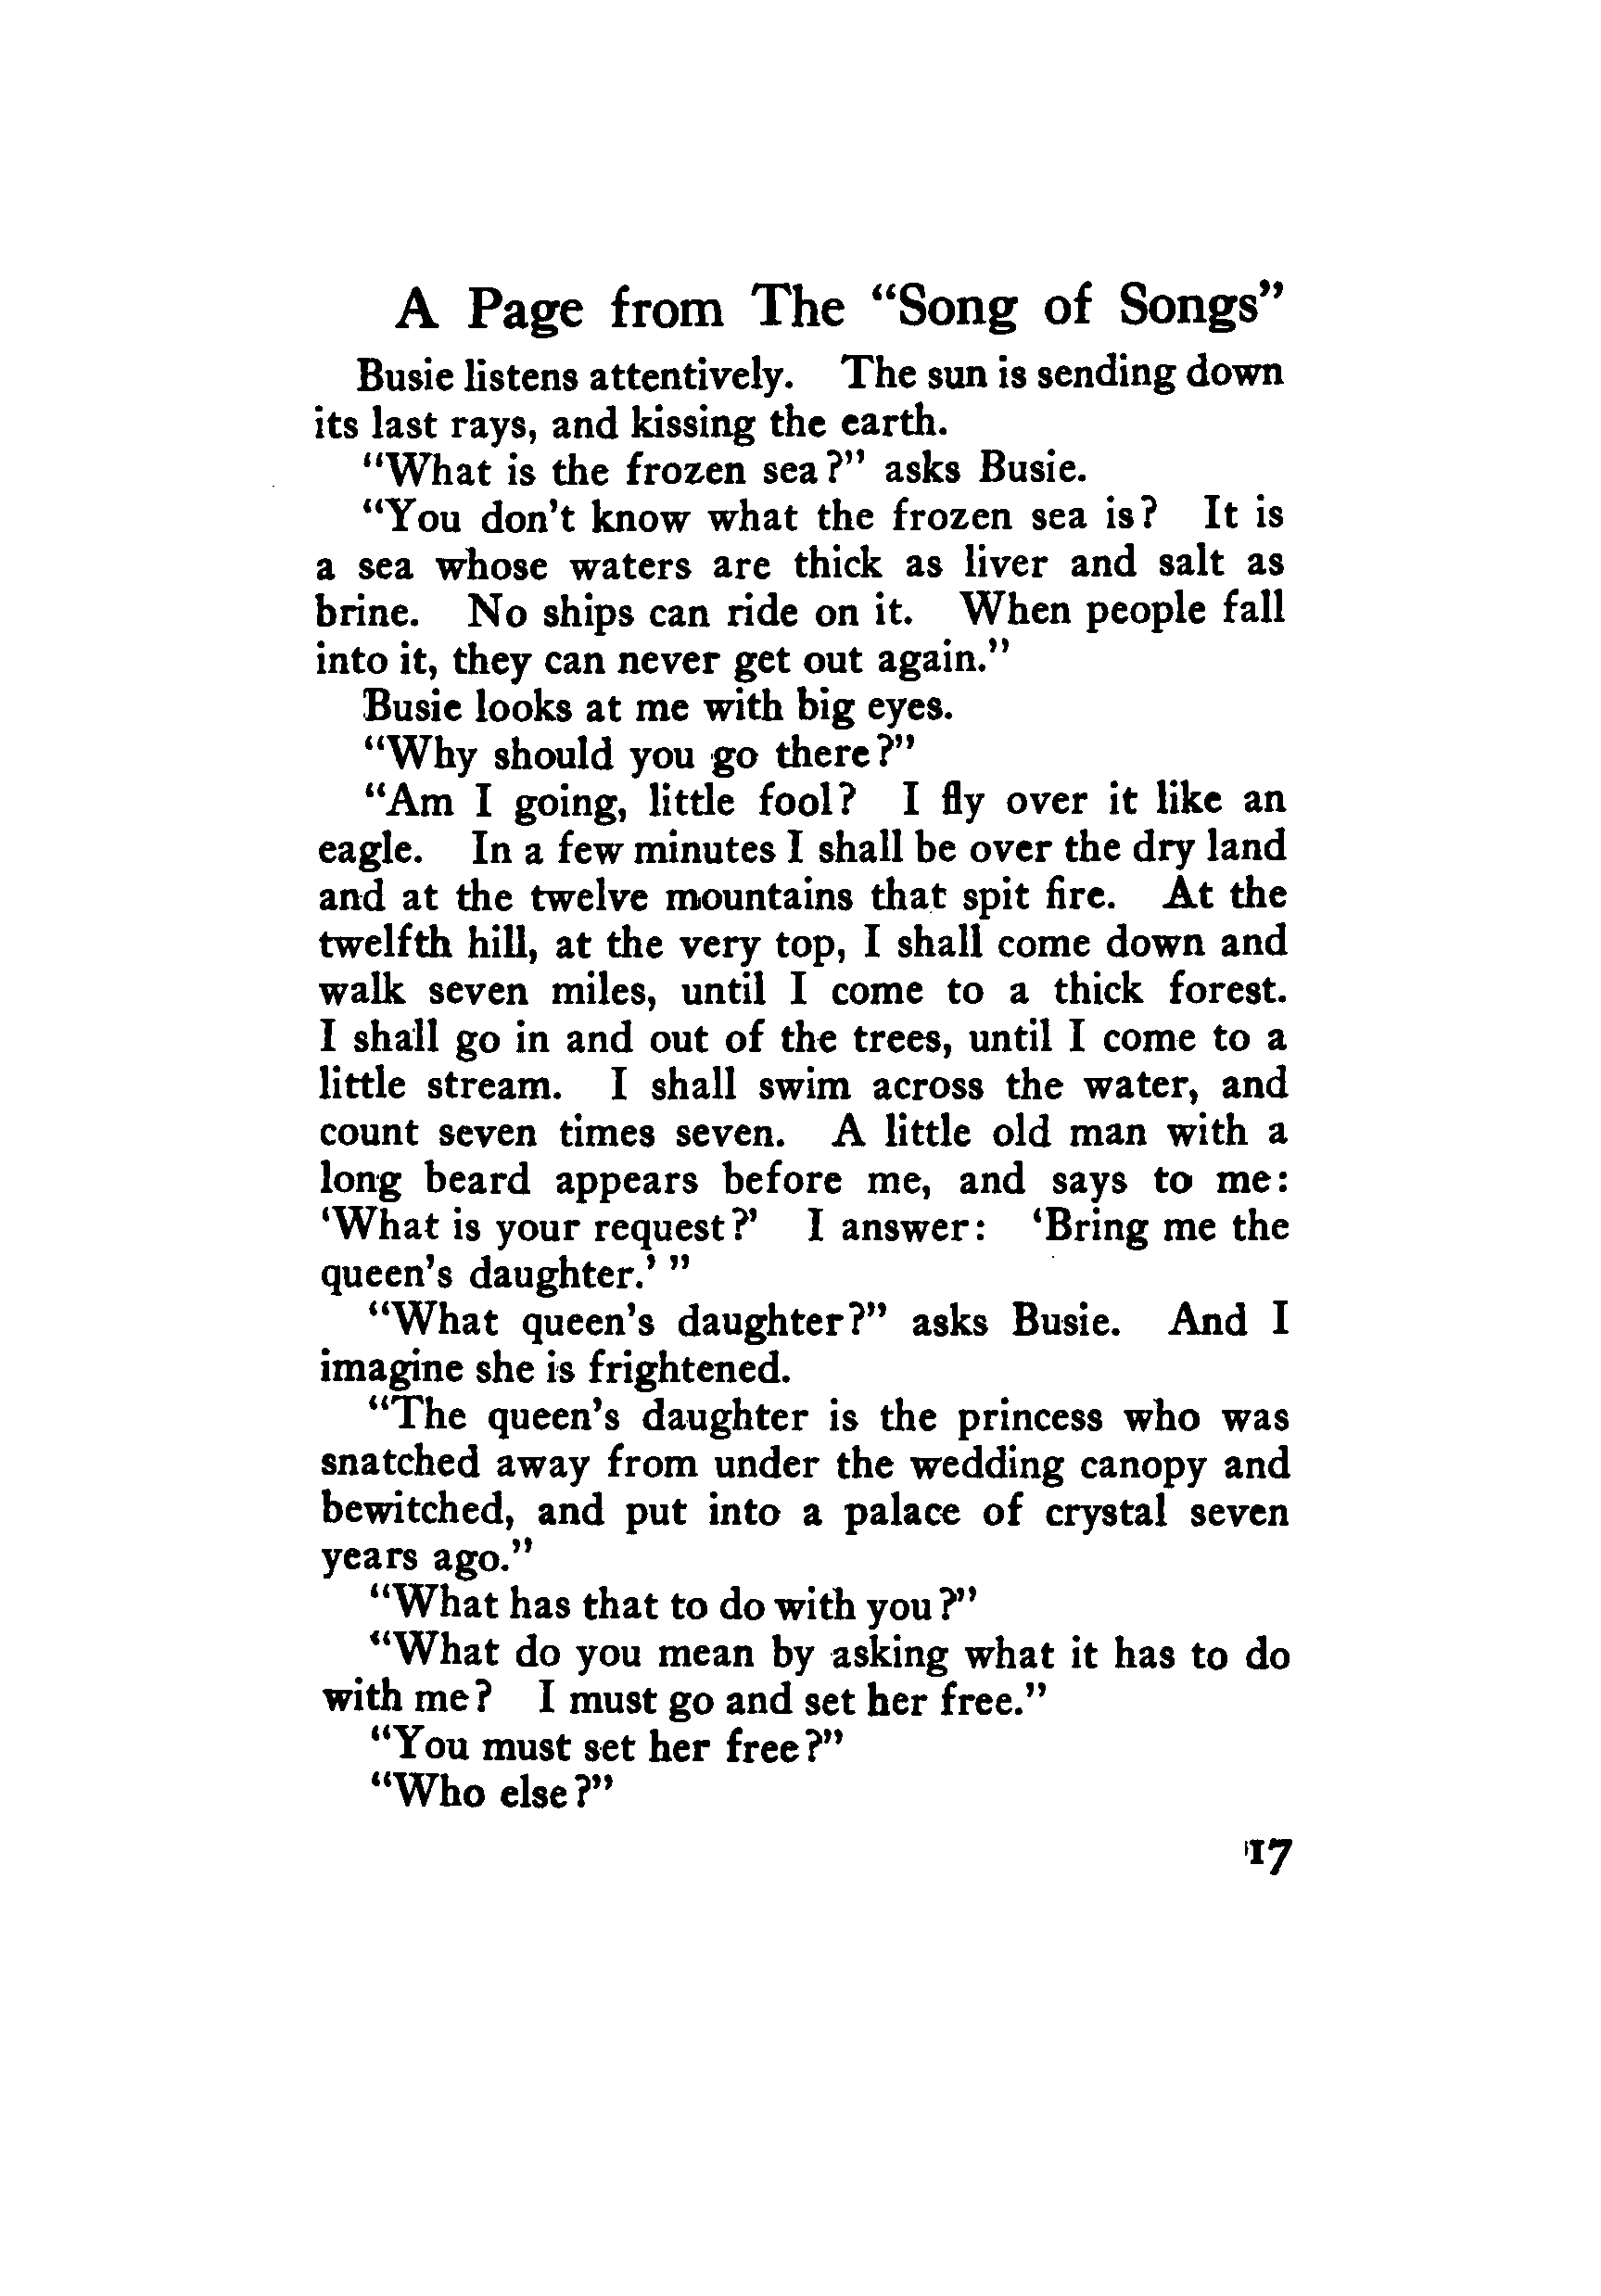 A Page from The “Song of Songs”
Busie listens attentively. The sun is sending down
its last rays, and kissing the earth.
“What is the frozen sea?” asks Busie.
“You don’t know what the frozen sea is? It is
a sea whose waters are thick as liver and salt as
brine. No ships can ride on it. When people fall
into it, they can never get out again.”
Busie looks at me with big eyes.
“Why should you go there?”
“Am I going, little fool? I fly over it like an
eagle. In a few minutes I shall be over the dry land
and at the twelve mountains that spit fire. At the
twelfth hill, at the very top, I shall come down and
walk seven miles, until I come to a thick forest.
I shall go in and out of the trees, until I come to a
little stream. I shall swim across the water, and
count seven times seven. A little old man with a
long beard appears before me, and says to me:
‘What is your request?’ I answer: ‘Bring me the
queen’s daughter.’ ”
“What queen’s daughter?” asks Busie. And I
imagine she is frightened.
“The queen’s daughter is the princess who was
snatched away from under the wedding canopy and
bewitched, and put into a palace of crystal seven
years ago.”
“What has that to do with you?”
“What do you mean by asking what it has to do
with me? I must go and set her free.”
“You must set her free?”
“Who else?”
17